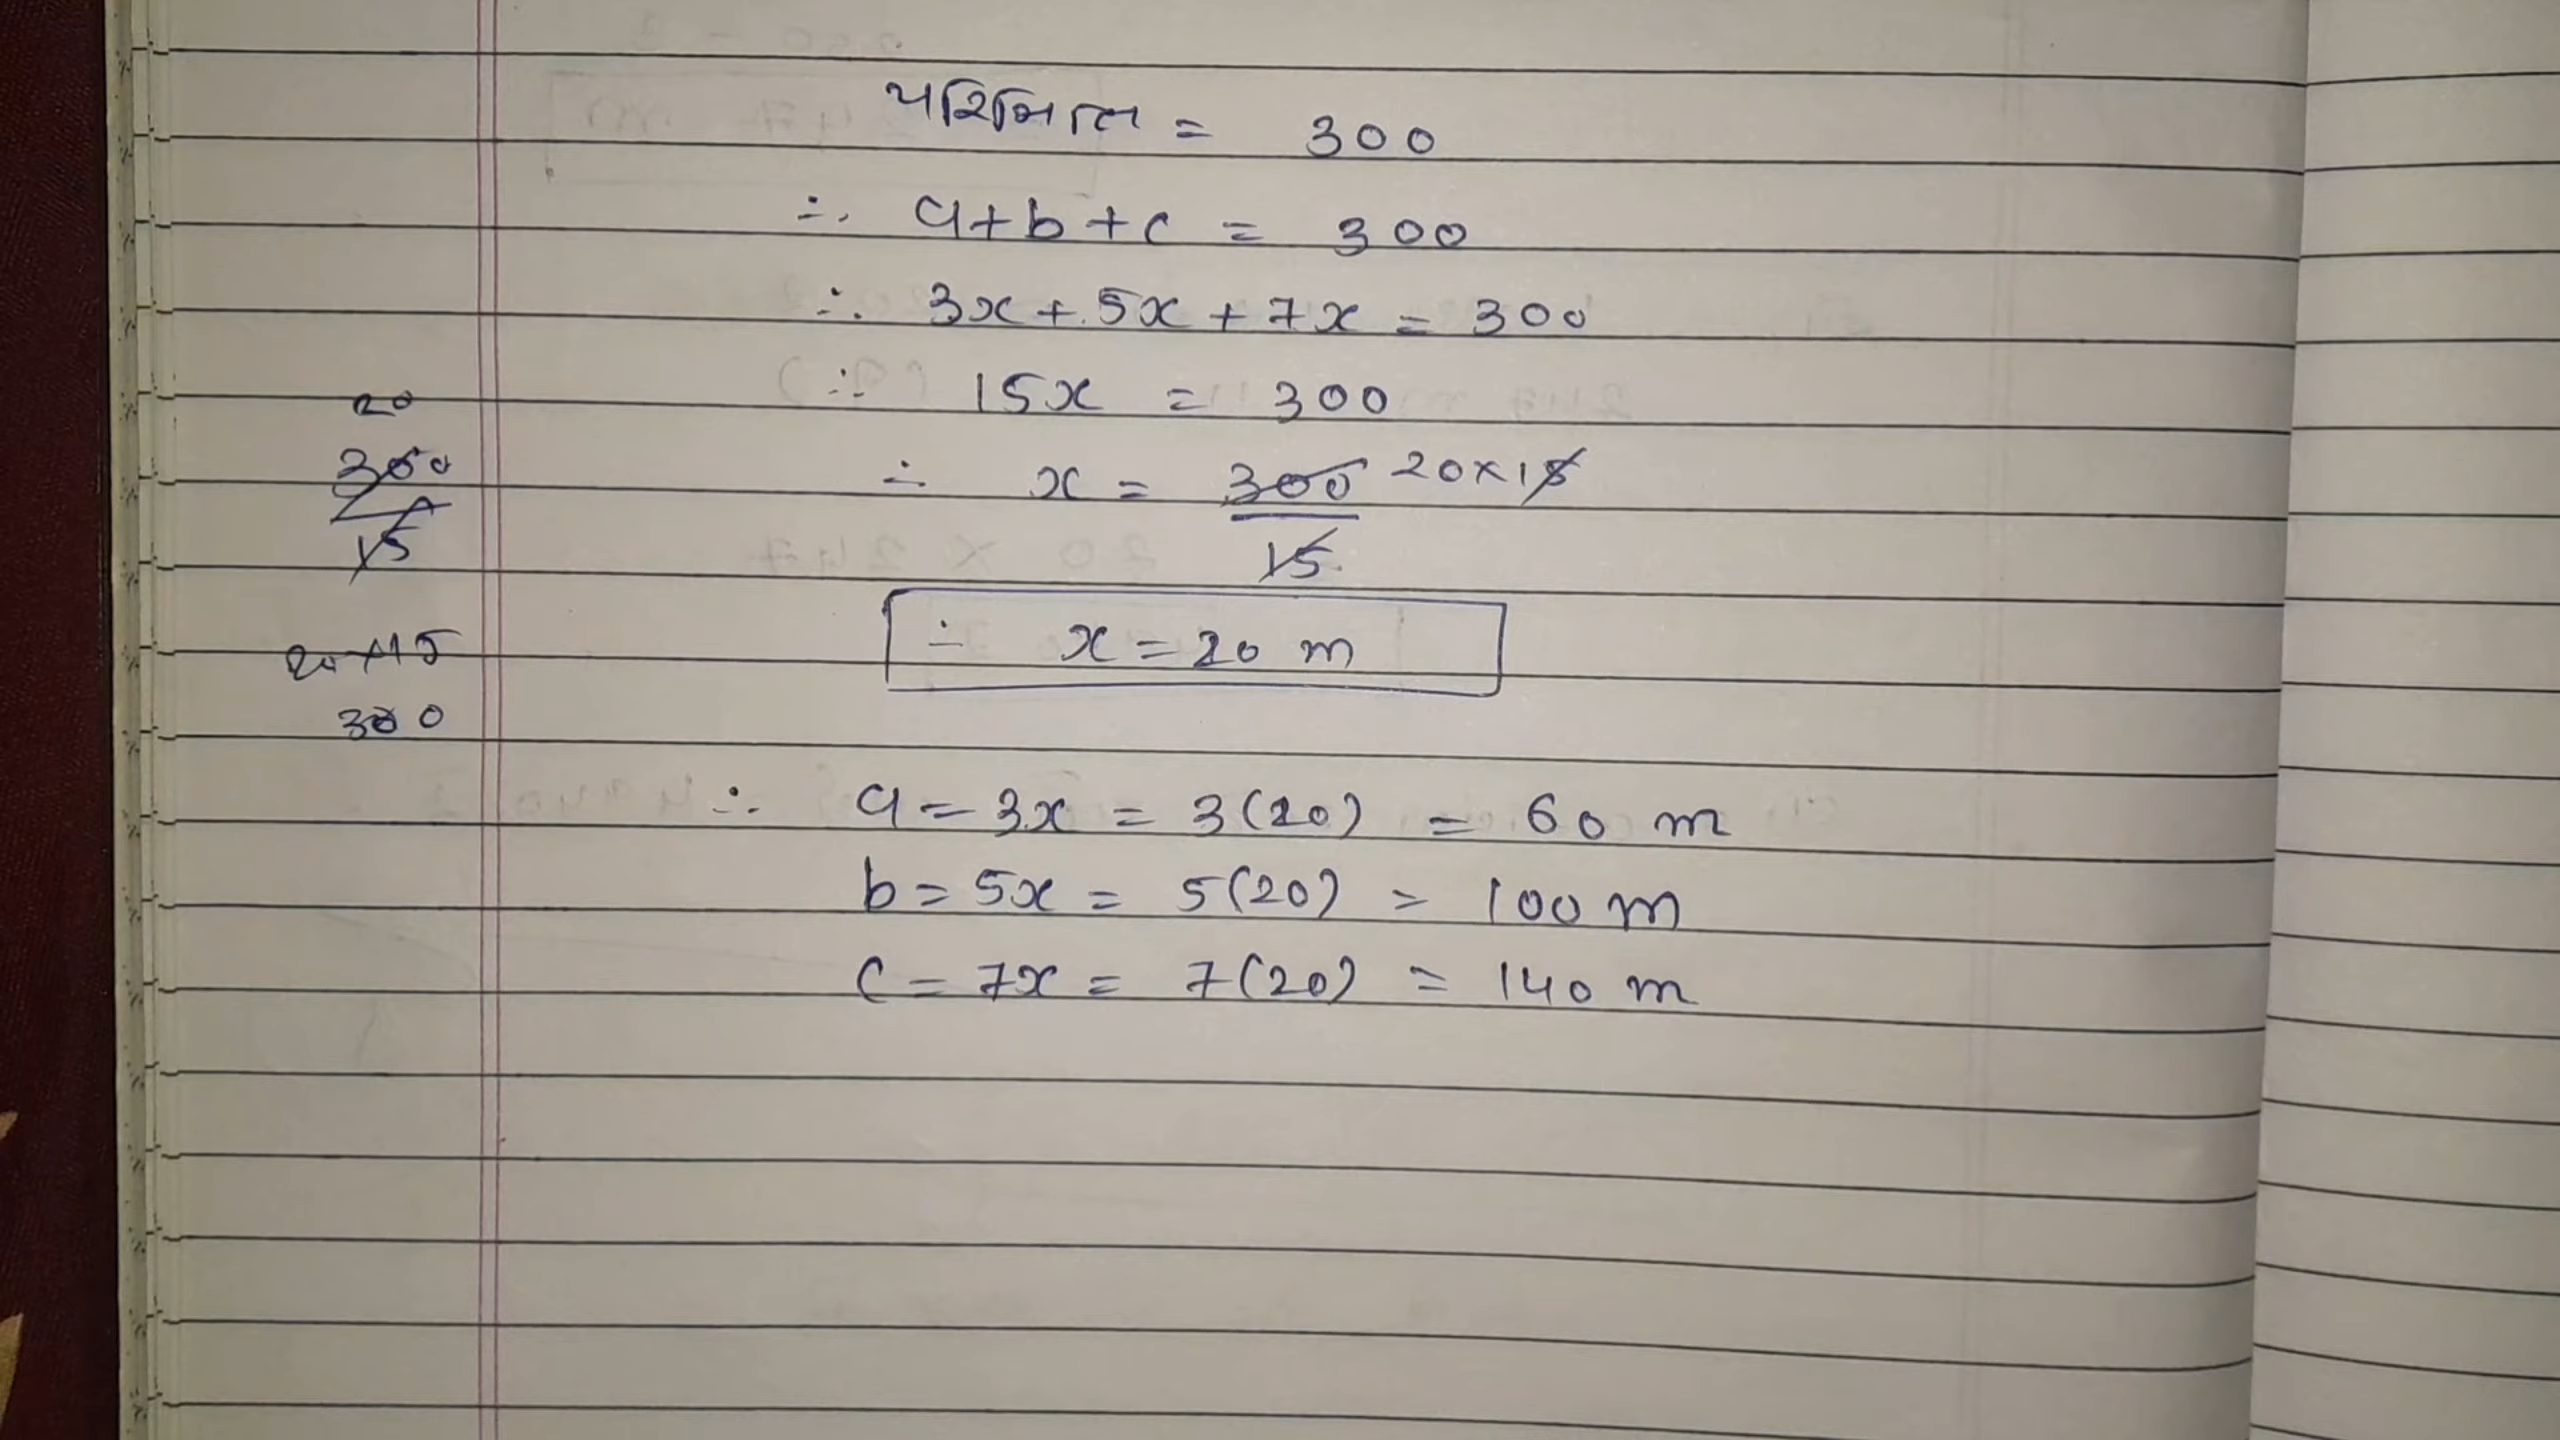 પરિમિતિ = 300
∴ a+b+c = 300
∴ 3x+5x+7x = 300
∴ 15x = 300
∴ x = 300 20×15
15
∴ x = 20 m
20
300
15
20×15
300
∴ a = 3x = 3(20) = 60 m
b = 5x = 5(20) = 100 m
c = 7x = 7(20) = 140 m